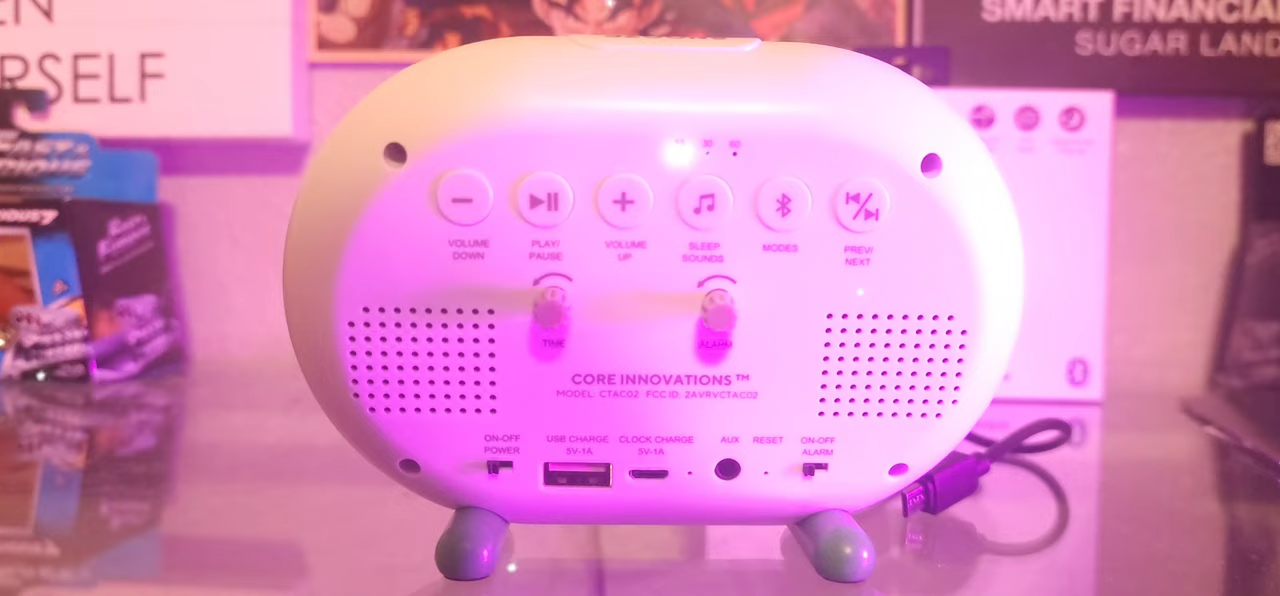 EN
RSELF
SMART FINANCIAL
SUGAR LAND
30 60
VOLUME
DOWN
PLAY/
PAUSE
VOLUME
UP
SLEEP
SOUNDS
MODES
PREV/
NEXT
TIME
ALARM
CORE INNOVATIONS™
MODEL CTAC02 FCC ID 2AVRVCTAC02
ON-OFF
POWER
USB CHARGE
5V-1A
CLOCK CHARGE
5V-1A
AUX
RESET
ON-OFF
ALARM